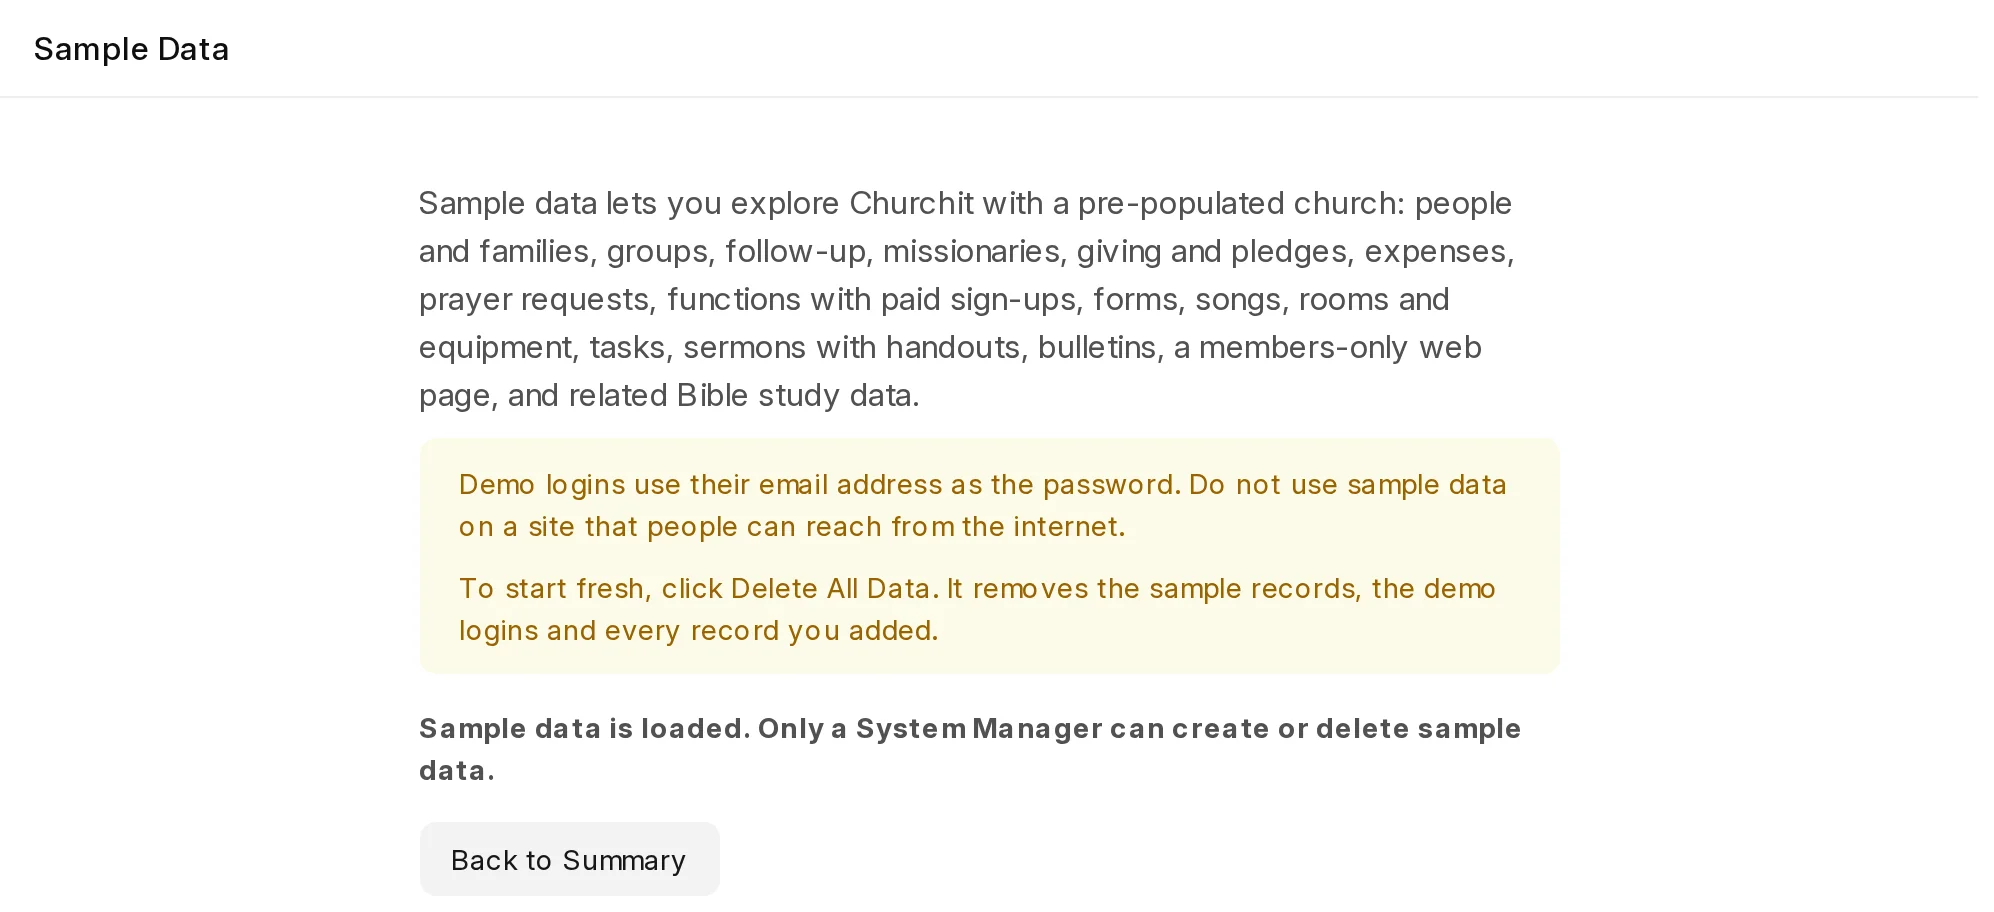 Sample Data
Sample data lets you explore Churchit with a pre-populated church: people
and families, groups, follow-up, missionaries, giving and pledges, expenses,
prayer requests, functions with paid sign-ups, forms, songs, rooms and
equipment, tasks, sermons with handouts, bulletins, a members-only web
page, and related Bible study data.
Demo logins use their email address as the password. Do not use sample data
on a site that people can reach from the internet.
To start fresh, click Delete All Data. It removes the sample records, the demo
logins and every record you added.
Sample data is loaded. Only a System Manager can create or delete sample
data.
Back to Summary